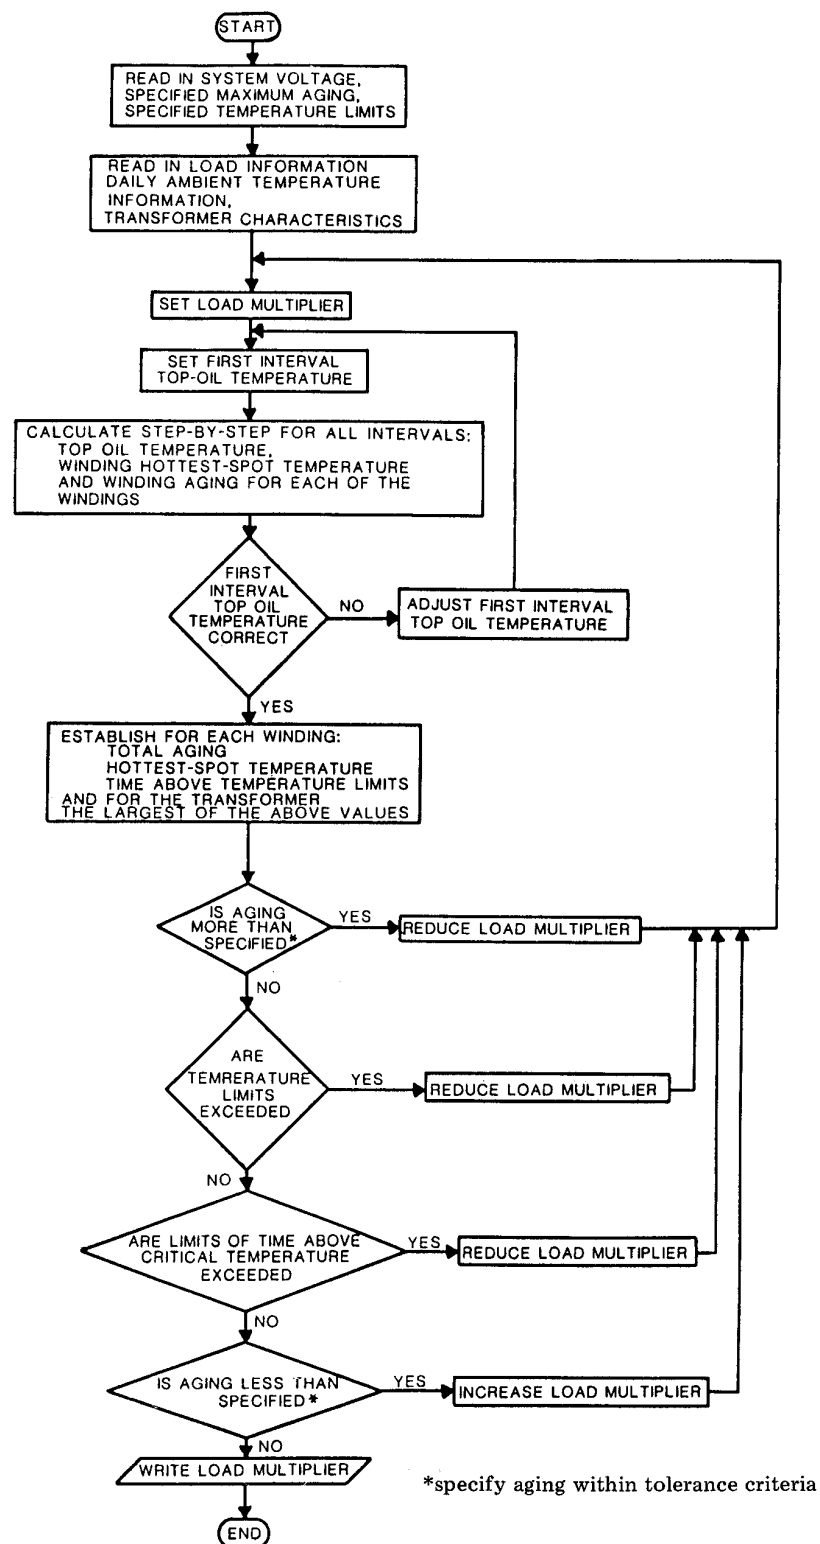 START
READ IN SYSTEM VOLTAGE,
SPECIFIED MAXIMUM AGING,
SPECIFIED TEMPERATURE LIMITS
READ IN LOAD INFORMATION
DAILY AMBIENT TEMPERATURE
INFORMATION,
TRANSFORMER CHARACTERISTICS
SET LOAD MULTIPLIER
SET FIRST INTERVAL
TOP-OIL TEMPERATURE
CALCULATE STEP-BY-STEP FOR ALL INTERVALS:
TOP OIL TEMPERATURE,
WINDING HOTTEST-SPOT TEMPERATURE
AND WINDING AGING FOR EACH OF THE
WINDINGS
FIRST
INTERVAL
TOP OIL
TEMPERATURE
CORRECT
NO
ADJUST FIRST INTERVAL
TOP OIL TEMPERATURE
YES
ESTABLISH FOR EACH WINDING:
TOTAL AGING
HOTTEST-SPOT TEMPERATURE
TIME ABOVE TEMPERATURE LIMITS
AND FOR THE TRANSFORMER
THE LARGEST OF THE ABOVE VALUES
IS AGING
MORE THAN
SPECIFIED*
YES
REDUCE LOAD MULTIPLIER
NO
ARE
TEMRERATURE
LIMITS
EXCEEDED
YES
REDUCE LOAD MULTIPLIER
NO
ARE LIMITS OF TIME ABOVE
CRITICAL TEMPERATURE
EXCEEDED
YES
REDUCE LOAD MULTIPLIER
NO
IS AGING LESS THAN
SPECIFIED*
YES
INCREASE LOAD MULTIPLIER
NO
WRITE LOAD MULTIPLIER
*specify aging within tolerance criteria
END